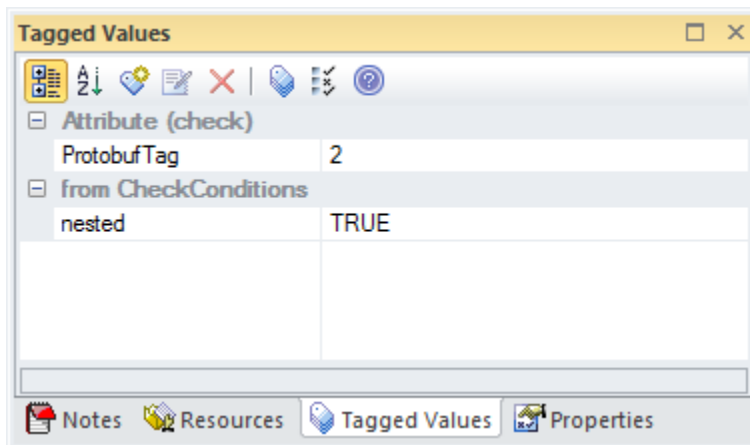 Tagged Values
Attribute (check)
ProtobufTag 2
from CheckConditions
nested TRUE
Notes Resources Tagged Values Properties